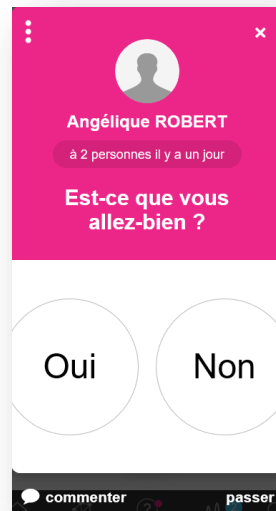 Angélique ROBERT
à 2 personnes il y a un jour
Est-ce que vous
allez-bien ?
Oui
Non
commenter
passer